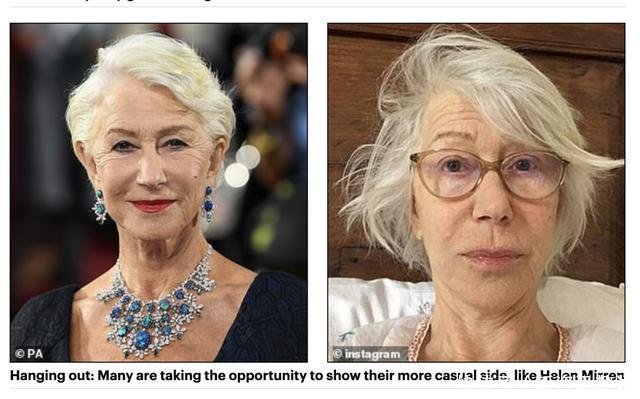 © PA
© instagram
Hanging out: Many are taking the opportunity to show their more casual side, like Helen Mirren